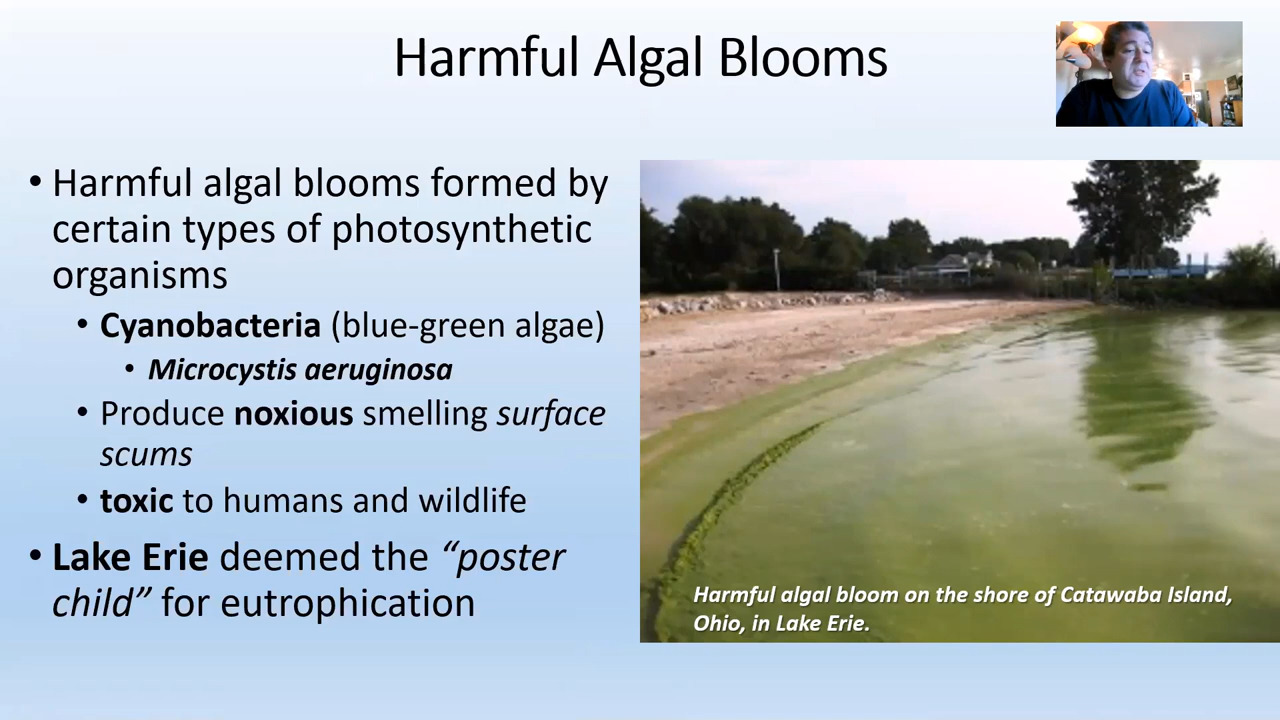 Harmful Algal Blooms
• Harmful algal blooms formed by
certain types of photosynthetic
organisms
• Cyanobacteria (blue-green algae)
• Microcystis aeruginosa
• Produce noxious smelling surface
scums
• toxic to humans and wildlife
• Lake Erie deemed the “poster
child” for eutrophication
Harmful algal bloom on the shore of Catawaba Island,
Ohio, in Lake Erie.